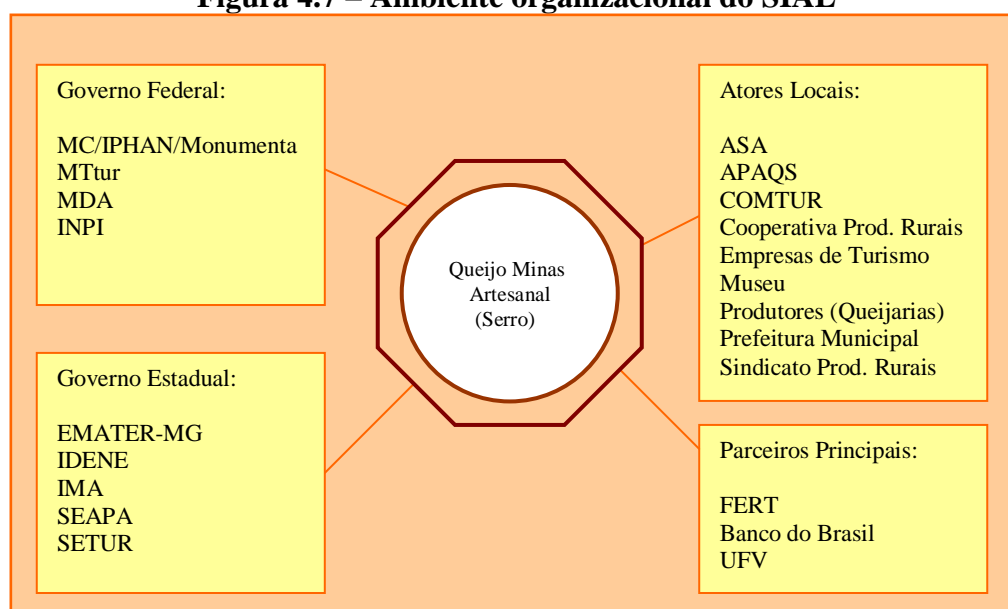 Figura 4.7 – Ambiente organizacional do SIAL
Governo Federal:
MC/IPHAN/Monumenta
MTtur
MDA
INPI
Governo Estadual:
EMATER-MG
IDENE
IMA
SEAPA
SETUR
Queijo Minas
Artesanal
(Serro)
Atores Locais:
ASA
APAQS
COMTUR
Cooperativa Prod. Rurais
Empresas de Turismo
Museu
Produtores (Queijarias)
Prefeitura Municipal
Sindicato Prod. Rurais
Parceiros Principais:
FERT
Banco do Brasil
UFV